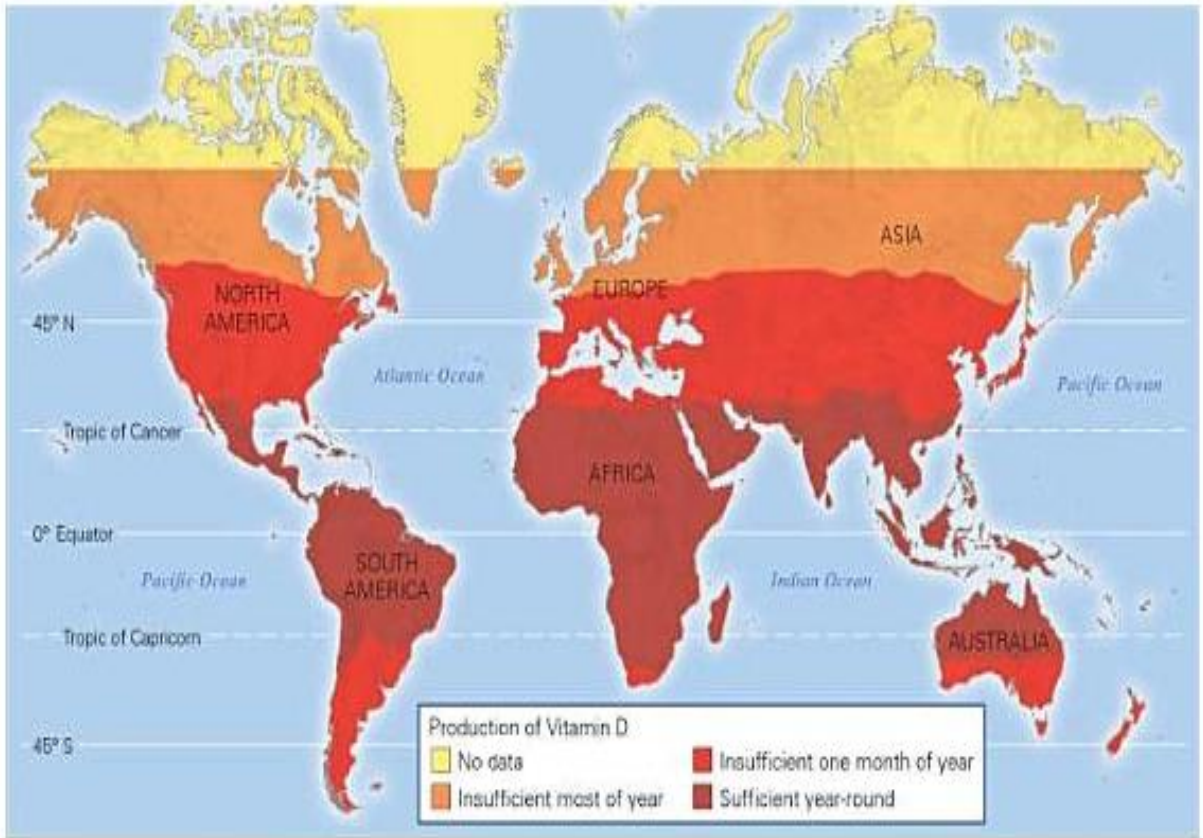 ASIA
EUROPE
NORTH
AMERICA
45° N
Atlantic Ocean
Pacific Ocean
Tropic of Cancer
AFRICA
0° Equator
SOUTH
AMERICA
Pacific Ocean
Indian Ocean
Tropic of Capricorn
AUSTRALIA
45° S
Production of Vitamin D
No data
Insufficient most of year
Insufficient one month of year
Sufficient year-round